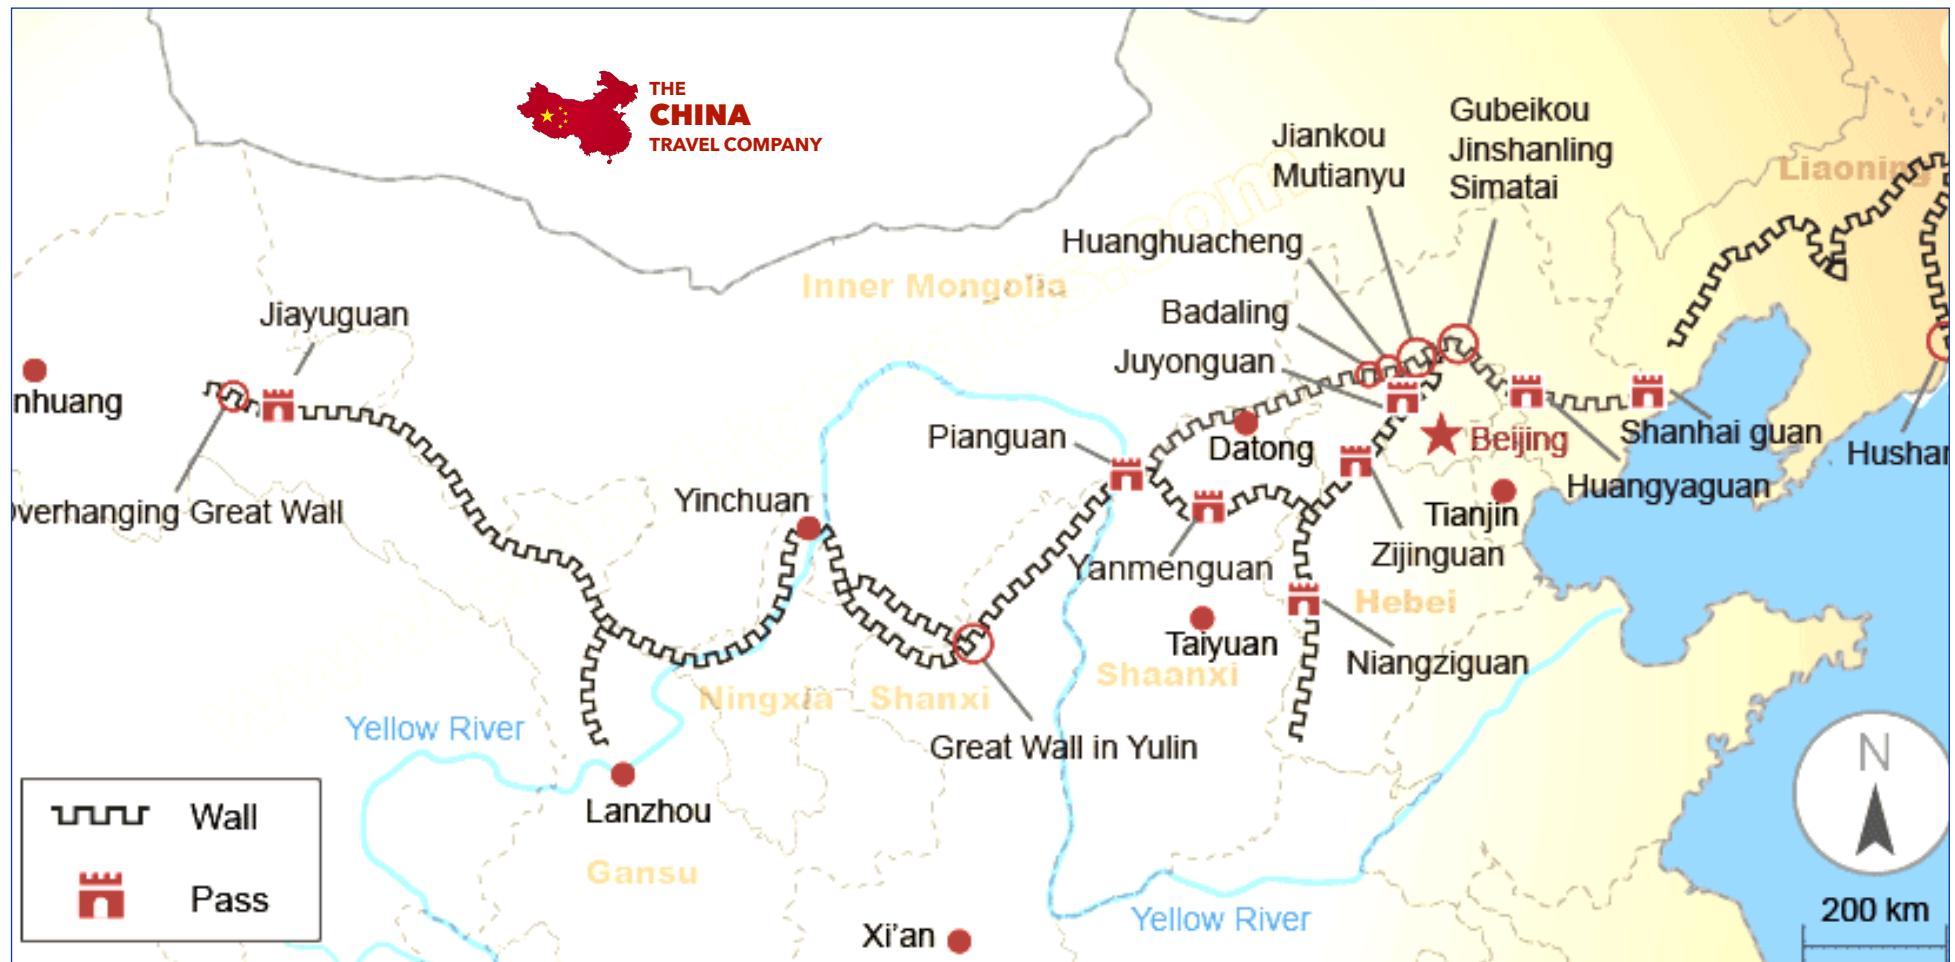 THE
CHINA
TRAVEL COMPANY
Gubeikou
Jinshanling
Simatai
Jiankou
Mutianyu
Liaoning
Huanghuacheng
Inner Mongolia
Badaling
Jiayuguan
Juyonguan
nhuang
Pianguan
Datong
Beijing
Shanhai guan
Hushan
Huangyaguan
Yinchuan
verhanging Great Wall
Tianjin
Zijinguan
Yanmenguan
Hebei
Taiyuan
Niangziguan
Shaanxi
Ningxia
Shanxi
Yellow River
Great Wall in Yulin
N
Wall
Lanzhou
Gansu
Pass
200 km
Yellow River
Xi'an